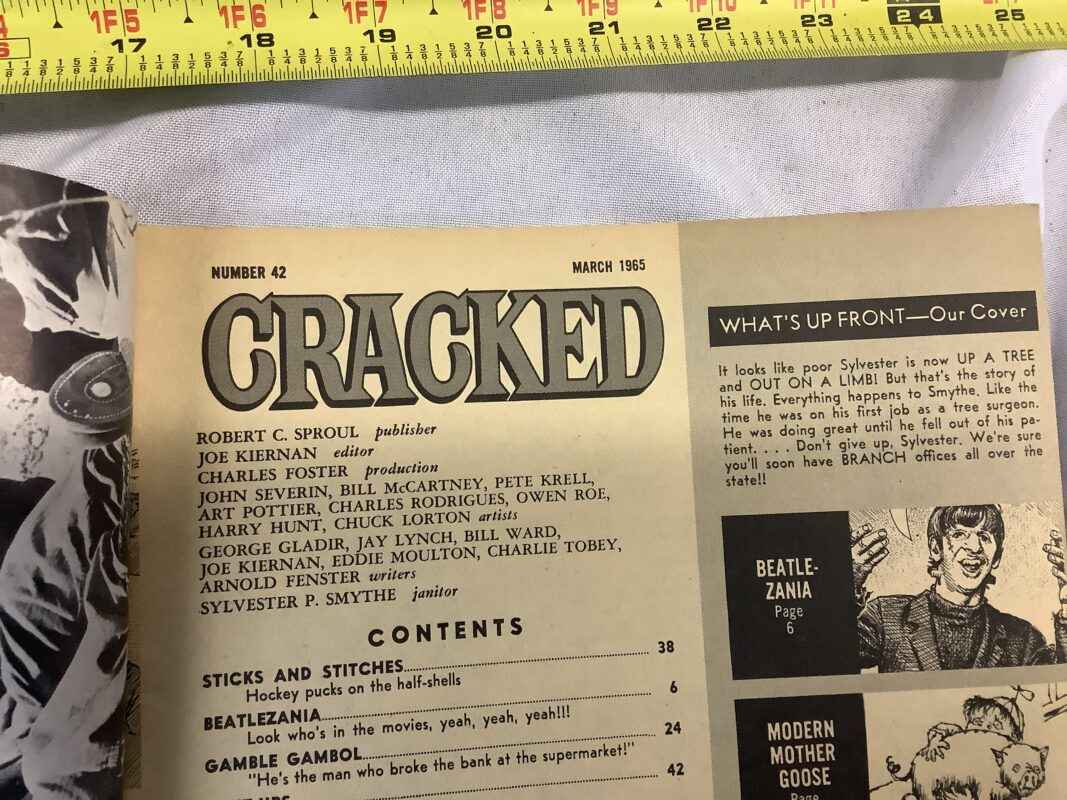 1F5 1F6 1F7 1F8 1F9
17 18 19 20 21 22 23 24 25
NUMBER 42
MARCH 1965
CRACKED
ROBERT C. SPROUL publisher
JOE KIERNAN editor
CHARLES FOSTER production
JOHN SEVERIN, BILL McCARTNEY, PETE KRELL,
ART POTTIER, CHARLES RODRIGUES, OWEN ROE,
HARRY HUNT, CHUCK LORTON artists
GEORGE GLADIR, JAY LYNCH, BILL WARD,
JOE KIERNAN, EDDIE MOULTON, CHARLIE TOBEY,
ARNOLD FENSTER writers
SYLVESTER P. SMYTHE janitor
CONTENTS
STICKS AND STITCHES 38
Hockey pucks on the half-shells
BEATLEZANIA 6
Look who's in the movies, yeah, yeah, yeah!!!
GAMBLE GAMBOL 24
"He's the man who broke the bank at the supermarket!"
42
WHAT'S UP FRONT—Our Cover
It looks like poor Sylvester is now UP A TREE
and OUT ON A LIMB! But that's the story of
his life. Everything happens to Smythe. Like the
time he was on his first job as a tree surgeon.
He was doing great until he fell out of his pa-
tient. . . . Don't give up, Sylvester. We're sure
you'll soon have BRANCH offices all over the
state!!
BEATLE-
ZANIA
Page
6
MODERN
MOTHER
GOOSE
Page